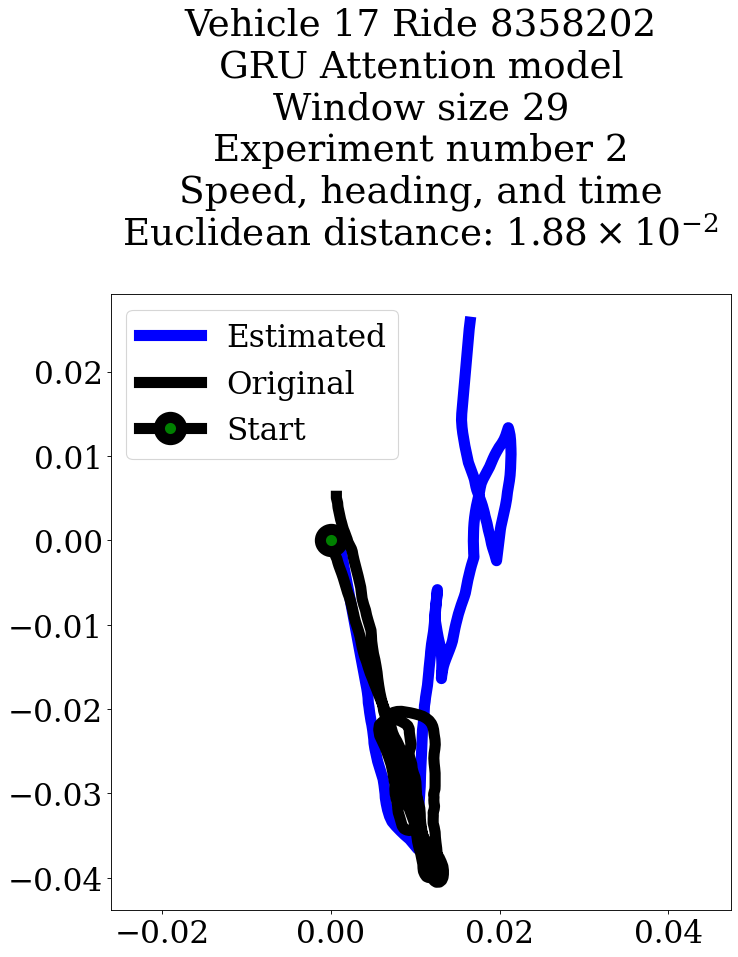 Vehicle 17 Ride 8358202
GRU Attention model
Window size 29
Experiment number 2
Speed, heading, and time
Euclidean distance: 1.88 × 10⁻²
Estimated
Original
Start
0.02
0.01
0.00
−0.01
−0.02
−0.03
−0.04
−0.02 0.00 0.02 0.04